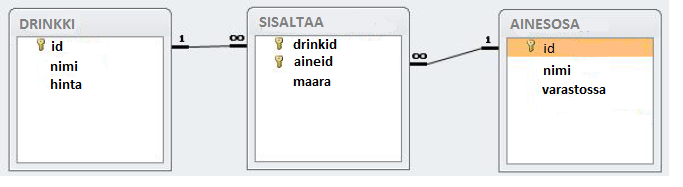 DRINKKI
id
nimi
hinta
1
∞
SISALTAA
drinkid
aineid
maara
∞
1
AINESOSA
id
nimi
varastossa